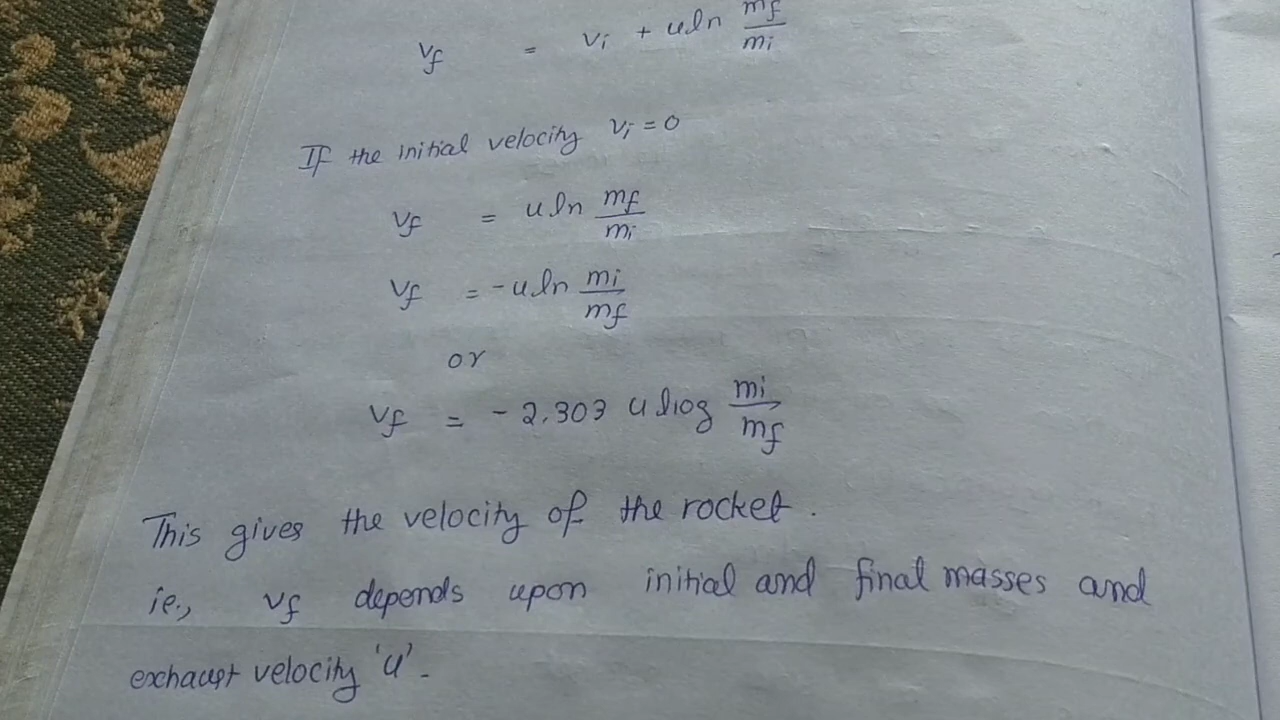 vf = vi + u ln mf/mi
If the initial velocity vi = 0
vf = u ln mf/mi
vf = -u ln mi/mf
or
vf = - 2.303 u log mi/mf
This gives the velocity of the rocket.
ie., vf depends upon initial and final masses and
exhaust velocity 'u'.